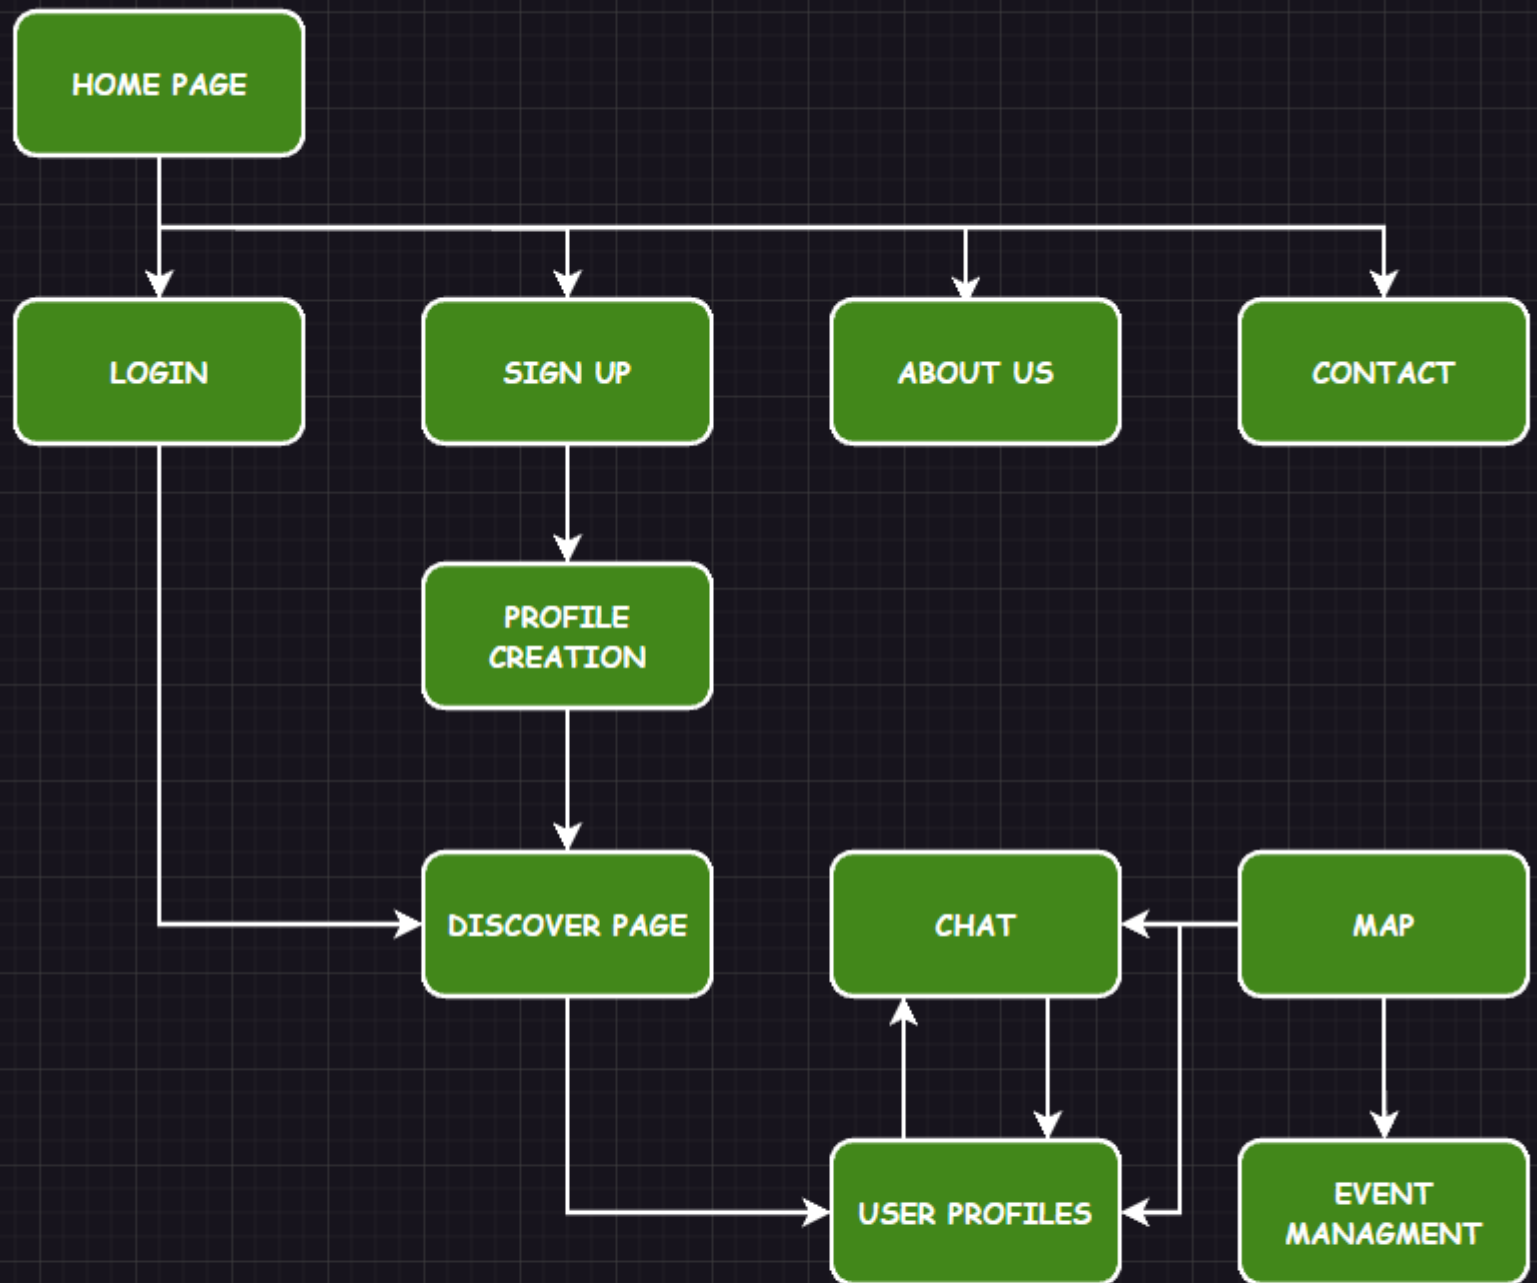 HOME PAGE
LOGIN
SIGN UP
ABOUT US
CONTACT
PROFILE
CREATION
DISCOVER PAGE
CHAT
MAP
USER PROFILES
EVENT
MANAGMENT